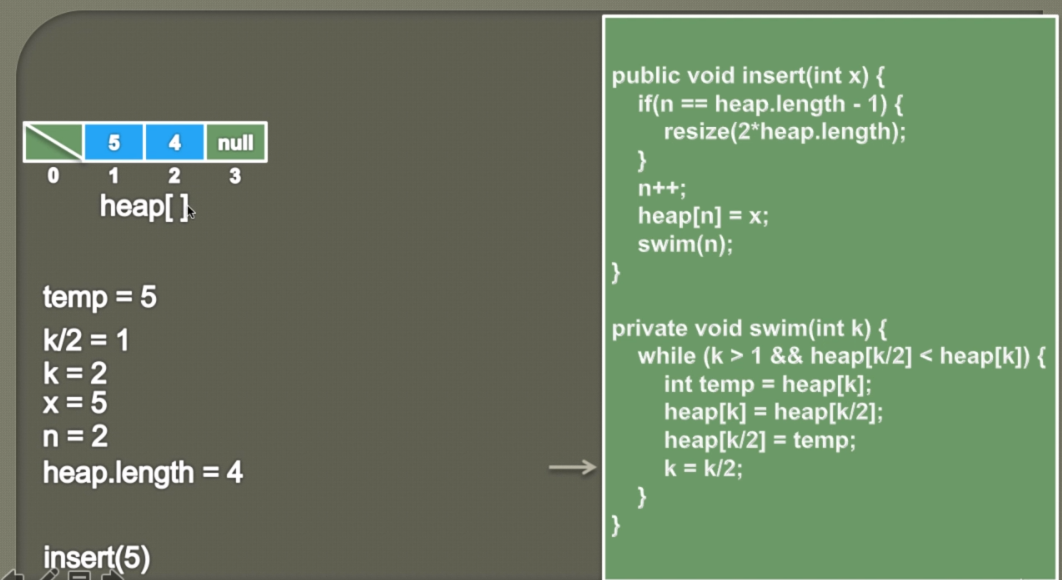 5 4 null
0 1 2 3
heap[ ]
temp = 5
k/2 = 1
k = 2
x = 5
n = 2
heap.length = 4
insert(5)
public void insert(int x) {
if(n == heap.length - 1) {
resize(2*heap.length);
}
n++;
heap[n] = x;
swim(n);
}
private void swim(int k) {
while (k > 1 && heap[k/2] < heap[k]) {
int temp = heap[k];
heap[k] = heap[k/2];
heap[k/2] = temp;
k = k/2;
}
}